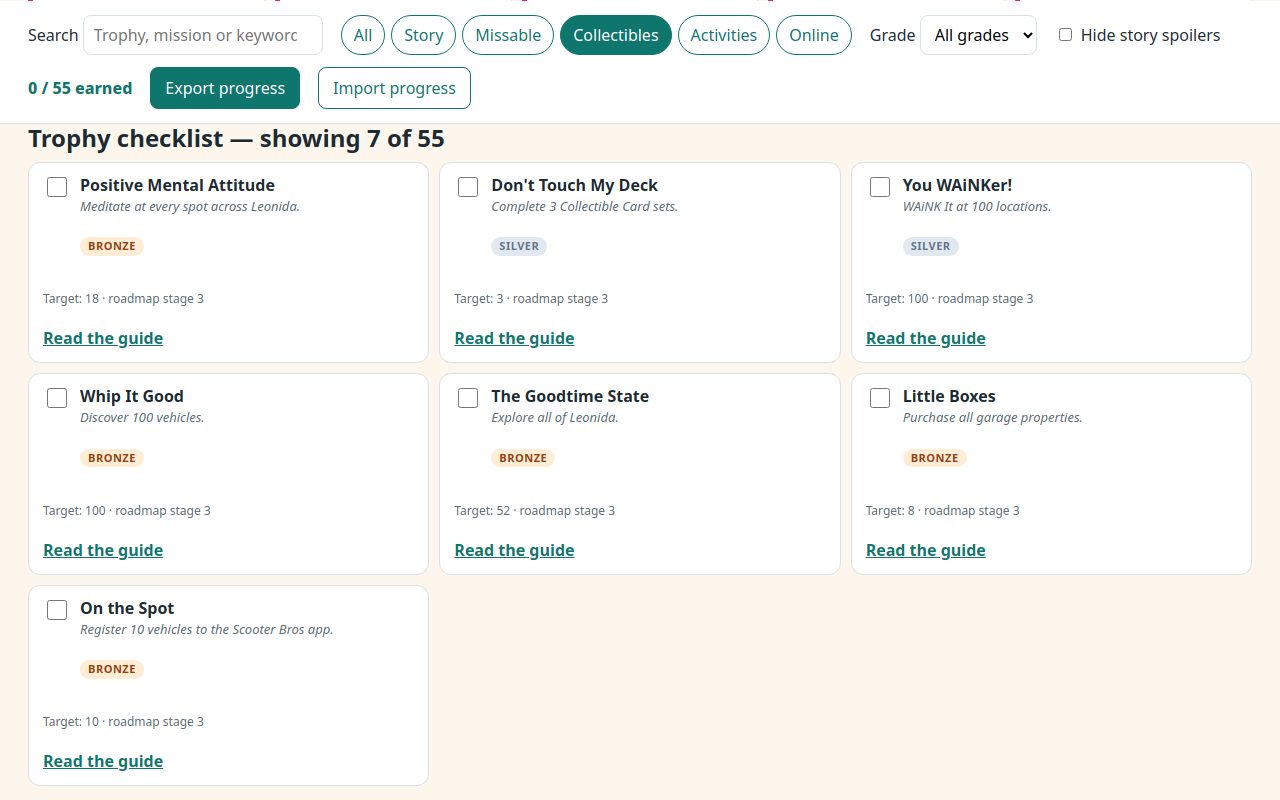 Search Trophy, mission or keyword All Story Missable Collectibles Activities Online Grade All grades Hide story spoilers
0 / 55 earned Export progress Import progress
Trophy checklist — showing 7 of 55
Positive Mental Attitude
Meditate at every spot across Leonida.
BRONZE
Target: 18 · roadmap stage 3
Read the guide
Don't Touch My Deck
Complete 3 Collectible Card sets.
SILVER
Target: 3 · roadmap stage 3
Read the guide
You WAiNKer!
WAiNK It at 100 locations.
SILVER
Target: 100 · roadmap stage 3
Read the guide
Whip It Good
Discover 100 vehicles.
BRONZE
Target: 100 · roadmap stage 3
Read the guide
The Goodtime State
Explore all of Leonida.
BRONZE
Target: 52 · roadmap stage 3
Read the guide
Little Boxes
Purchase all garage properties.
BRONZE
Target: 8 · roadmap stage 3
Read the guide
On the Spot
Register 10 vehicles to the Scooter Bros app.
BRONZE
Target: 10 · roadmap stage 3
Read the guide